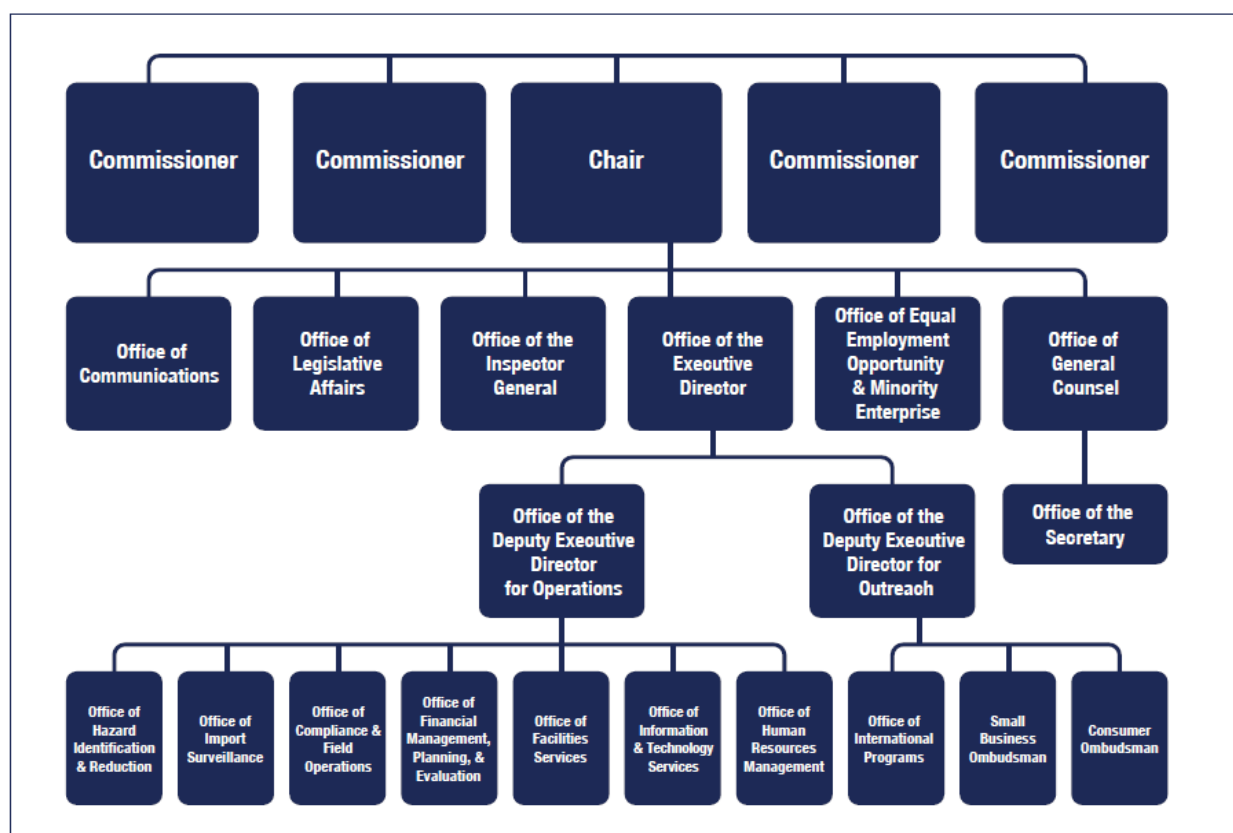 Commissioner
Commissioner
Chair
Commissioner
Commissioner
Office of
Communications
Office of
Legislative
Affairs
Office of the
Inspector
General
Office of the
Executive
Director
Office of Equal
Employment
Opportunity
& Minority
Enterprise
Office of
General
Counsel
Office of the
Deputy Executive
Director
for Operations
Office of the
Deputy Executive
Director for
Outreach
Office of the
Secretary
Office of
Hazard
Identification
& Reduction
Office of
Import
Surveillance
Office of
Compliance &
Field
Operations
Office of
Financial
Management,
Planning, &
Evaluation
Office of
Facilities
Services
Office of
Information
& Technology
Services
Office of
Human
Resources
Management
Office of
International
Programs
Small
Business
Ombudsman
Consumer
Ombudsman